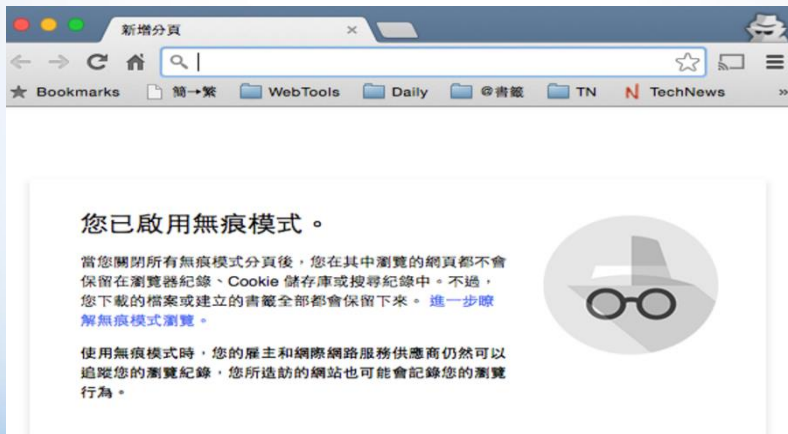 新增分頁
Bookmarks 簡→繁 WebTools Daily @書籤 TN TechNews »
您已啟用無痕模式。
當您關閉所有無痕模式分頁後，您在其中瀏覽的網頁都不會
保留在瀏覽器紀錄、Cookie 儲存庫或搜尋紀錄中。不過，
您下載的檔案或建立的書籤全部都會保留下來。進一步瞭
解無痕模式瀏覽。
使用無痕模式時，您的雇主和網際網路服務供應商仍然可以
追蹤您的瀏覽紀錄，您所造訪的網站也可能會記錄您的瀏覽
行為。